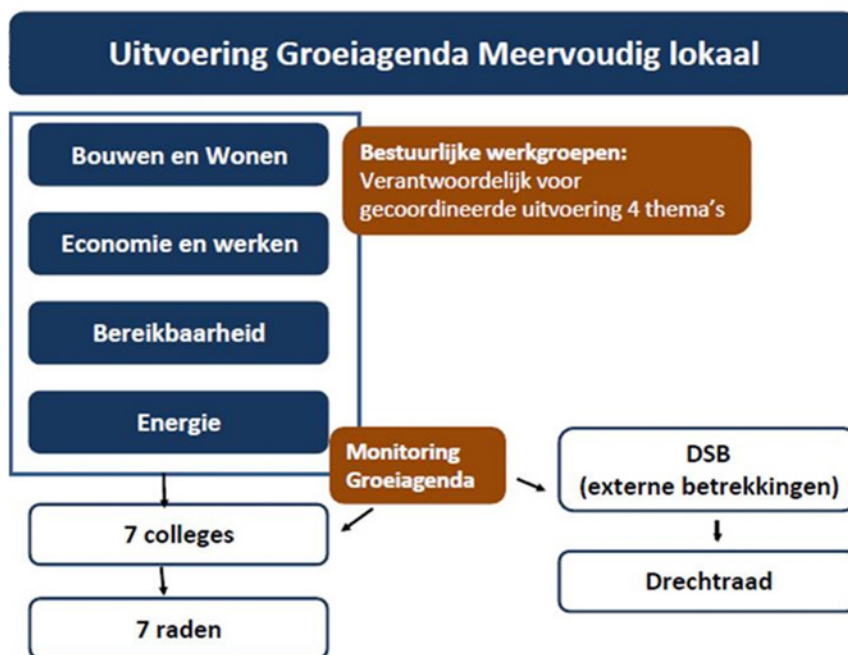 Uitvoering Groeiagenda Meervoudig lokaal
Bouwen en Wonen
Bestuurlijke werkgroepen:
Verantwoordelijk voor
gecoordineerde uitvoering 4 thema's
Economie en werken
Bereikbaarheid
Energie
Monitoring
Groeiagenda
DSB
(externe betrekkingen)
7 colleges
Drechtraad
7 raden